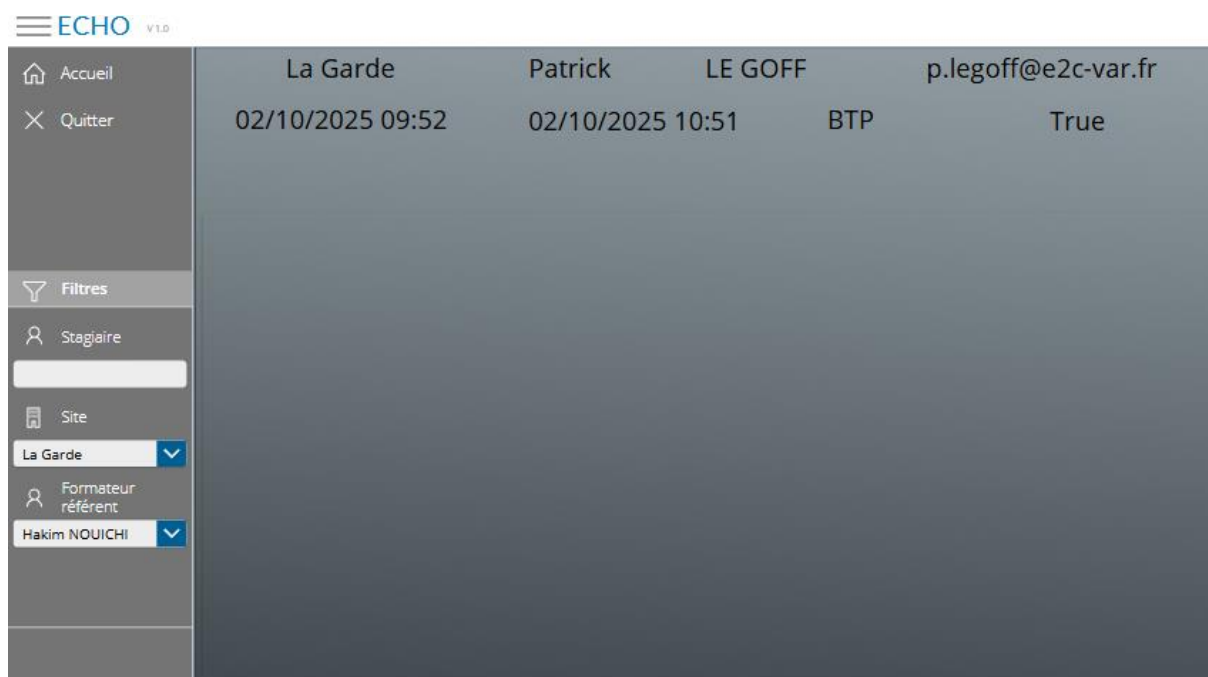 ECHO V 1.0
Accueil
Quitter
La Garde Patrick LE GOFF p.legoff@e2c-var.fr
02/10/2025 09:52 02/10/2025 10:51 BTP True
Filtres
Stagiaire
Site
La Garde
Formateur
référent
Hakim NOUICHI